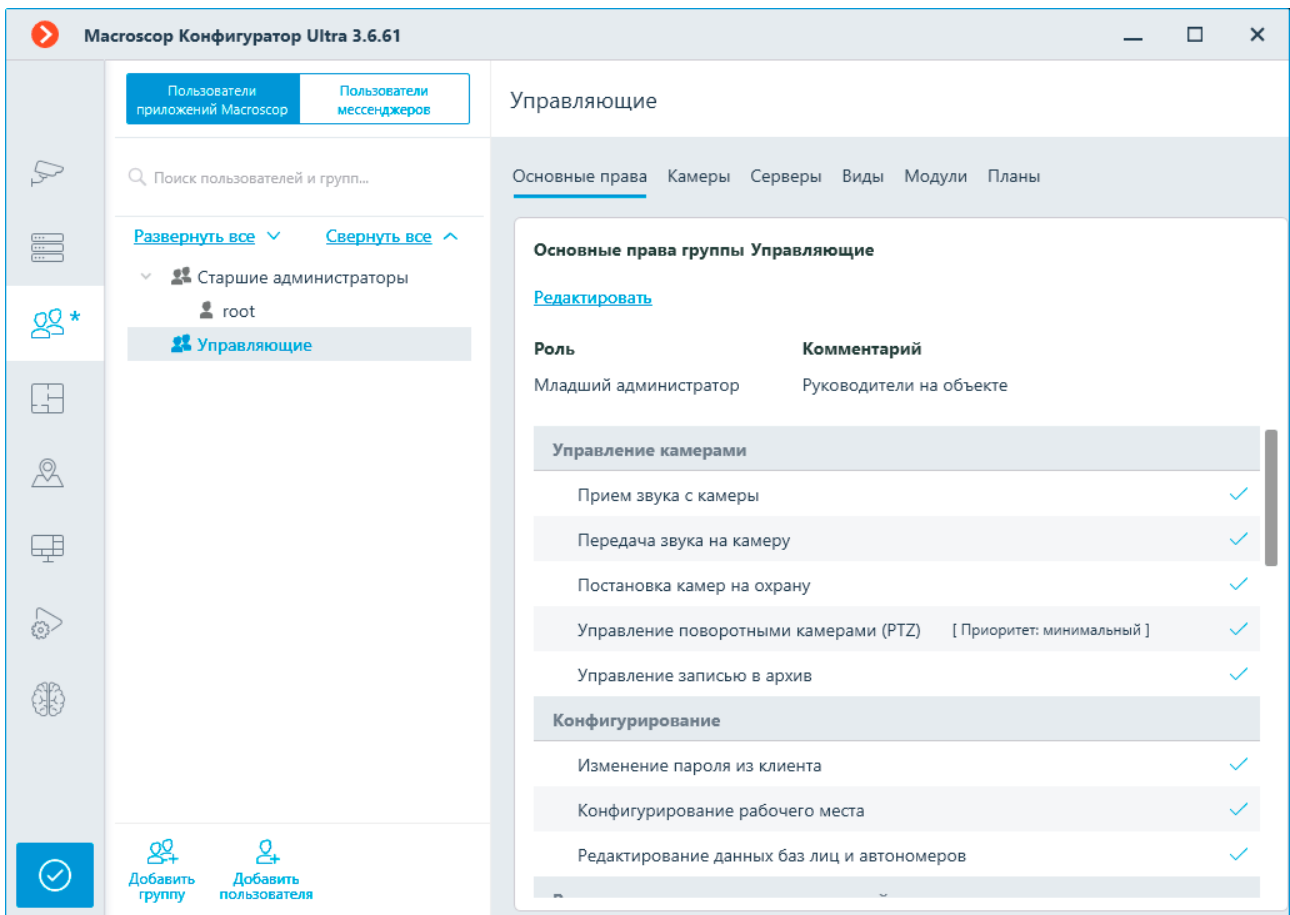 Macroscop Конфигуратор Ultra 3.6.61
Пользователи
приложений Macroscop
Пользователи
мессенджеров
Управляющие
Поиск пользователей и групп...
Основные права Камеры Серверы Виды Модули Планы
Развернуть все Свернуть все
Старшие администраторы
root
Управляющие
Основные права группы Управляющие
Редактировать
Роль Комментарий
Младший администратор Руководители на объекте
Управление камерами
Прием звука с камеры
Передача звука на камеру
Постановка камер на охрану
Управление поворотными камерами (PTZ) [ Приоритет: минимальный ]
Управление записью в архив
Конфигурирование
Изменение пароля из клиента
Конфигурирование рабочего места
Редактирование данных баз лиц и автономеров
*
Добавить
группу
Добавить
пользователя